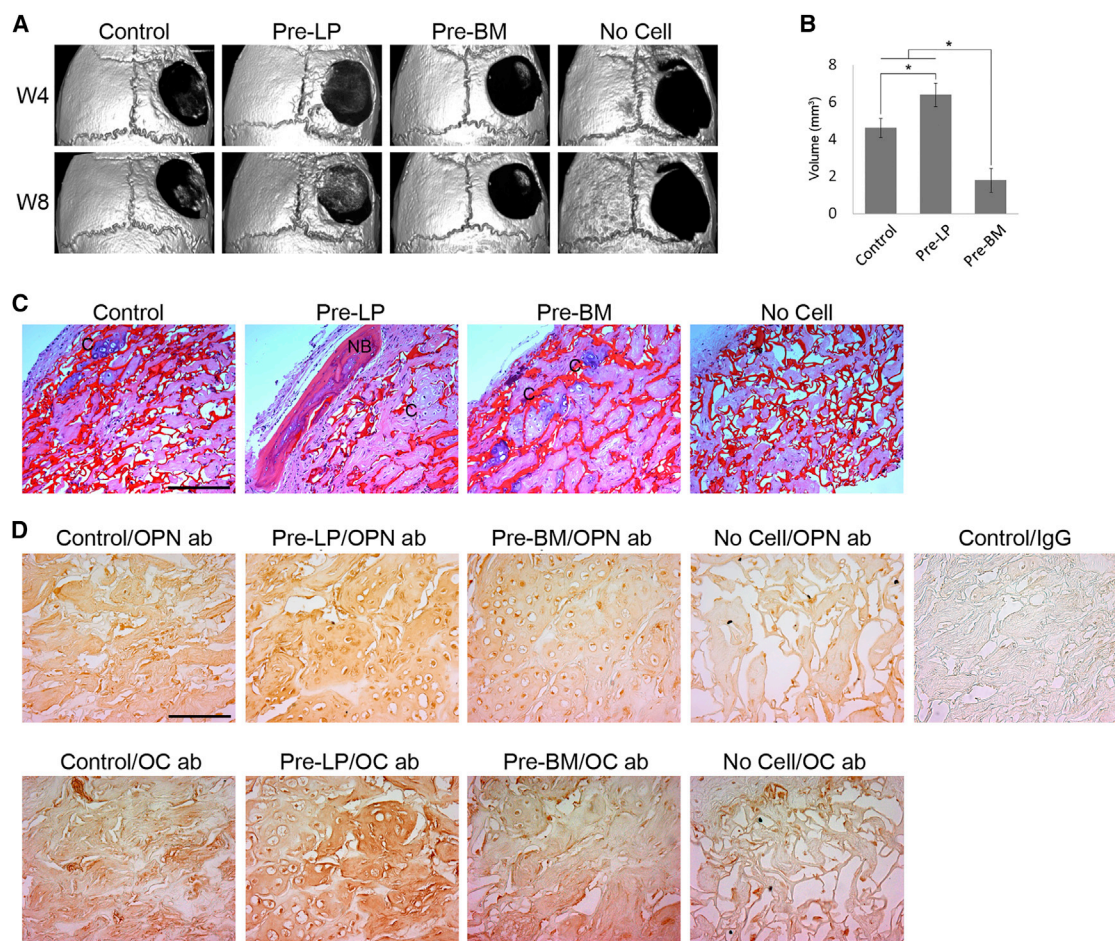 A
Control Pre-LP Pre-BM No Cell
W4
W8
B
* 
*
8
6
4
2
0
Volume (mm³)
Control Pre-LP Pre-BM
C
Control Pre-LP Pre-BM No Cell
C
NB
C
C
C
D
Control/OPN ab Pre-LP/OPN ab Pre-BM/OPN ab No Cell/OPN ab Control/IgG
Control/OC ab Pre-LP/OC ab Pre-BM/OC ab No Cell/OC ab